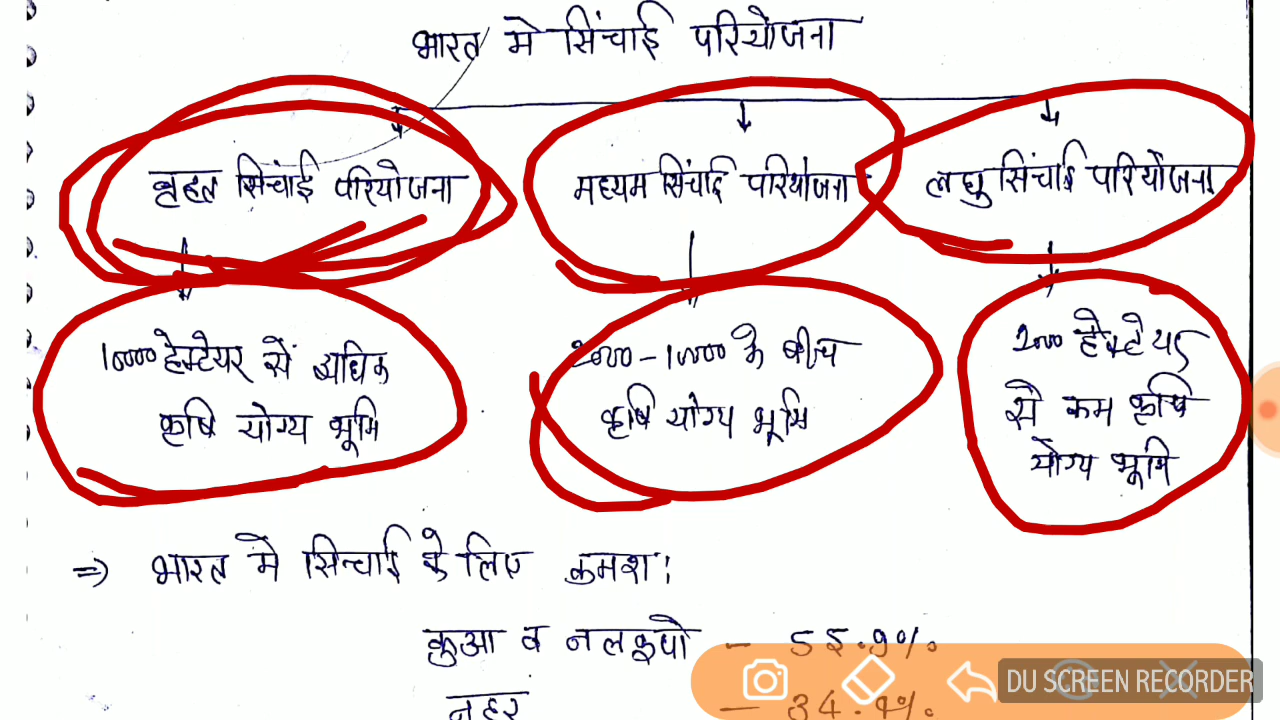 भारत मे सिंचाई परियोजना
वृहत सिंचाई परियोजना
मध्यम सिंचाई परियोजना
लघु सिंचाई परियोजना
10000 हेक्टेयर से अधिक
कृषि योग्य भूमि
2000 - 10000 के बीच
कृषि योग्य भूमि
2000 हेक्टेयर
से कम कृषि
योग्य भूमि
⇒ भारत मे सिन्चाई के लिए क्रमशः
कुआ व नलकूपो - 55.9%
नहर - 34.
DU SCREEN RECORDER